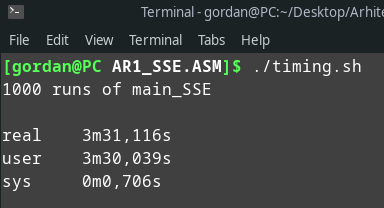 Terminal - gordan@PC:~/Desktop/Arhite
File Edit View Terminal Tabs Help
[gordan@PC AR1_SSE.ASM]$ ./timing.sh
1000 runs of main_SSE
real 3m31,116s
user 3m30,039s
sys 0m0,706s